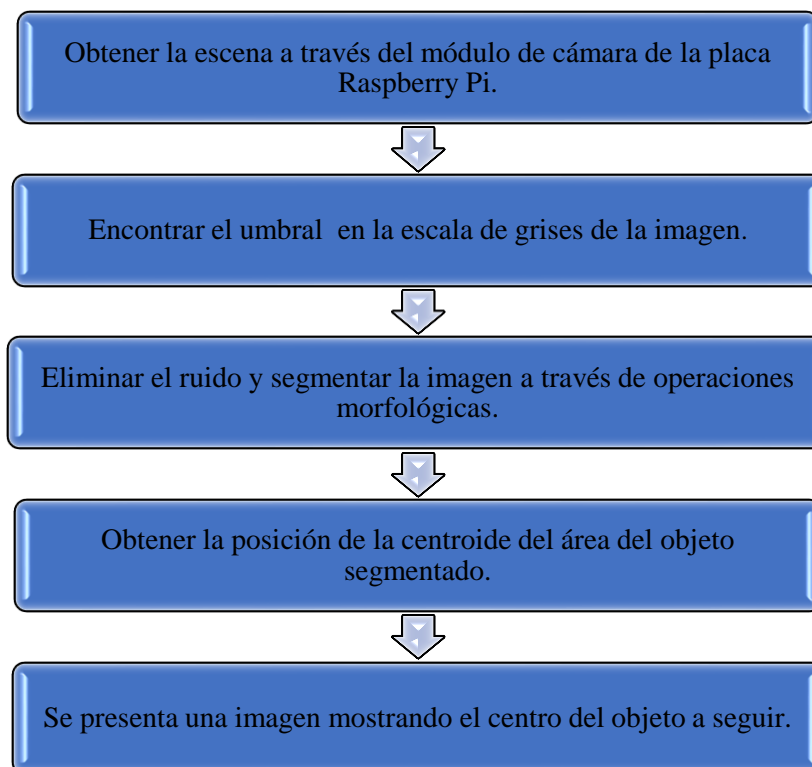 Obtener la escena a través del módulo de cámara de la placa
Raspberry Pi.
Encontrar el umbral  en la escala de grises de la imagen.
Eliminar el ruido y segmentar la imagen a través de operaciones
morfológicas.
Obtener la posición de la centroide del área del objeto
segmentado.
Se presenta una imagen mostrando el centro del objeto a seguir.